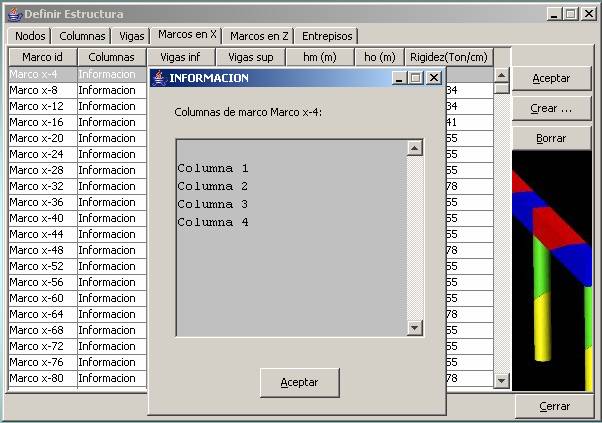 Definir Estructura
Nodos Columnas Vigas Marcos en X Marcos en Z Entrepisos
Marco id Columnas Vigas inf Vigas sup hm (m) ho (m) Rigidez(Ton/cm)
Marco x-4 Informacion
Marco x-8 Informacion 34
Marco x-12 Informacion 34
Marco x-16 Informacion 41
Marco x-20 Informacion 55
Marco x-24 Informacion 55
Marco x-28 Informacion 55
Marco x-32 Informacion 78
Marco x-36 Informacion 55
Marco x-40 Informacion 55
Marco x-44 Informacion 55
Marco x-48 Informacion 78
Marco x-52 Informacion 55
Marco x-56 Informacion 55
Marco x-60 Informacion 55
Marco x-64 Informacion 78
Marco x-68 Informacion 55
Marco x-72 Informacion 55
Marco x-76 Informacion 55
Marco x-80 Informacion 78
Aceptar
Crear ...
Borrar
Cerrar
INFORMACION
Columnas de marco Marco x-4:
Columna 1
Columna 2
Columna 3
Columna 4
Aceptar